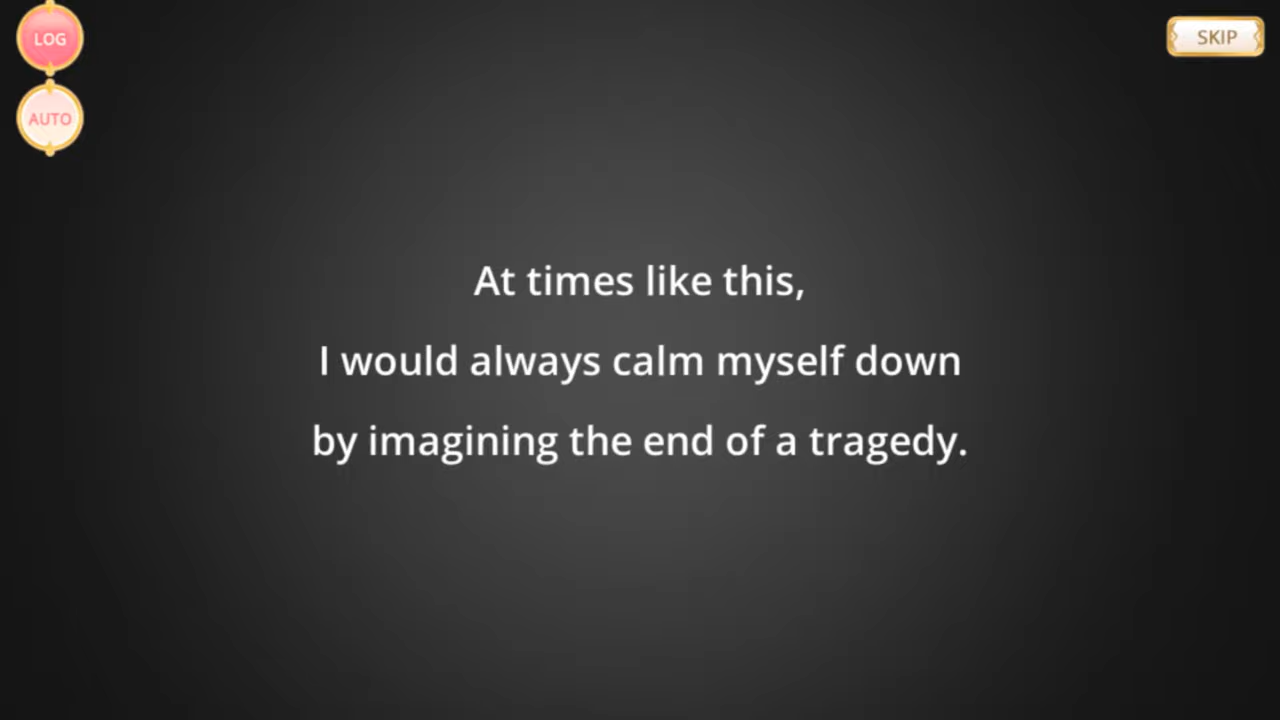 LOG
SKIP
AUTO
At times like this,
I would always calm myself down
by imagining the end of a tragedy.